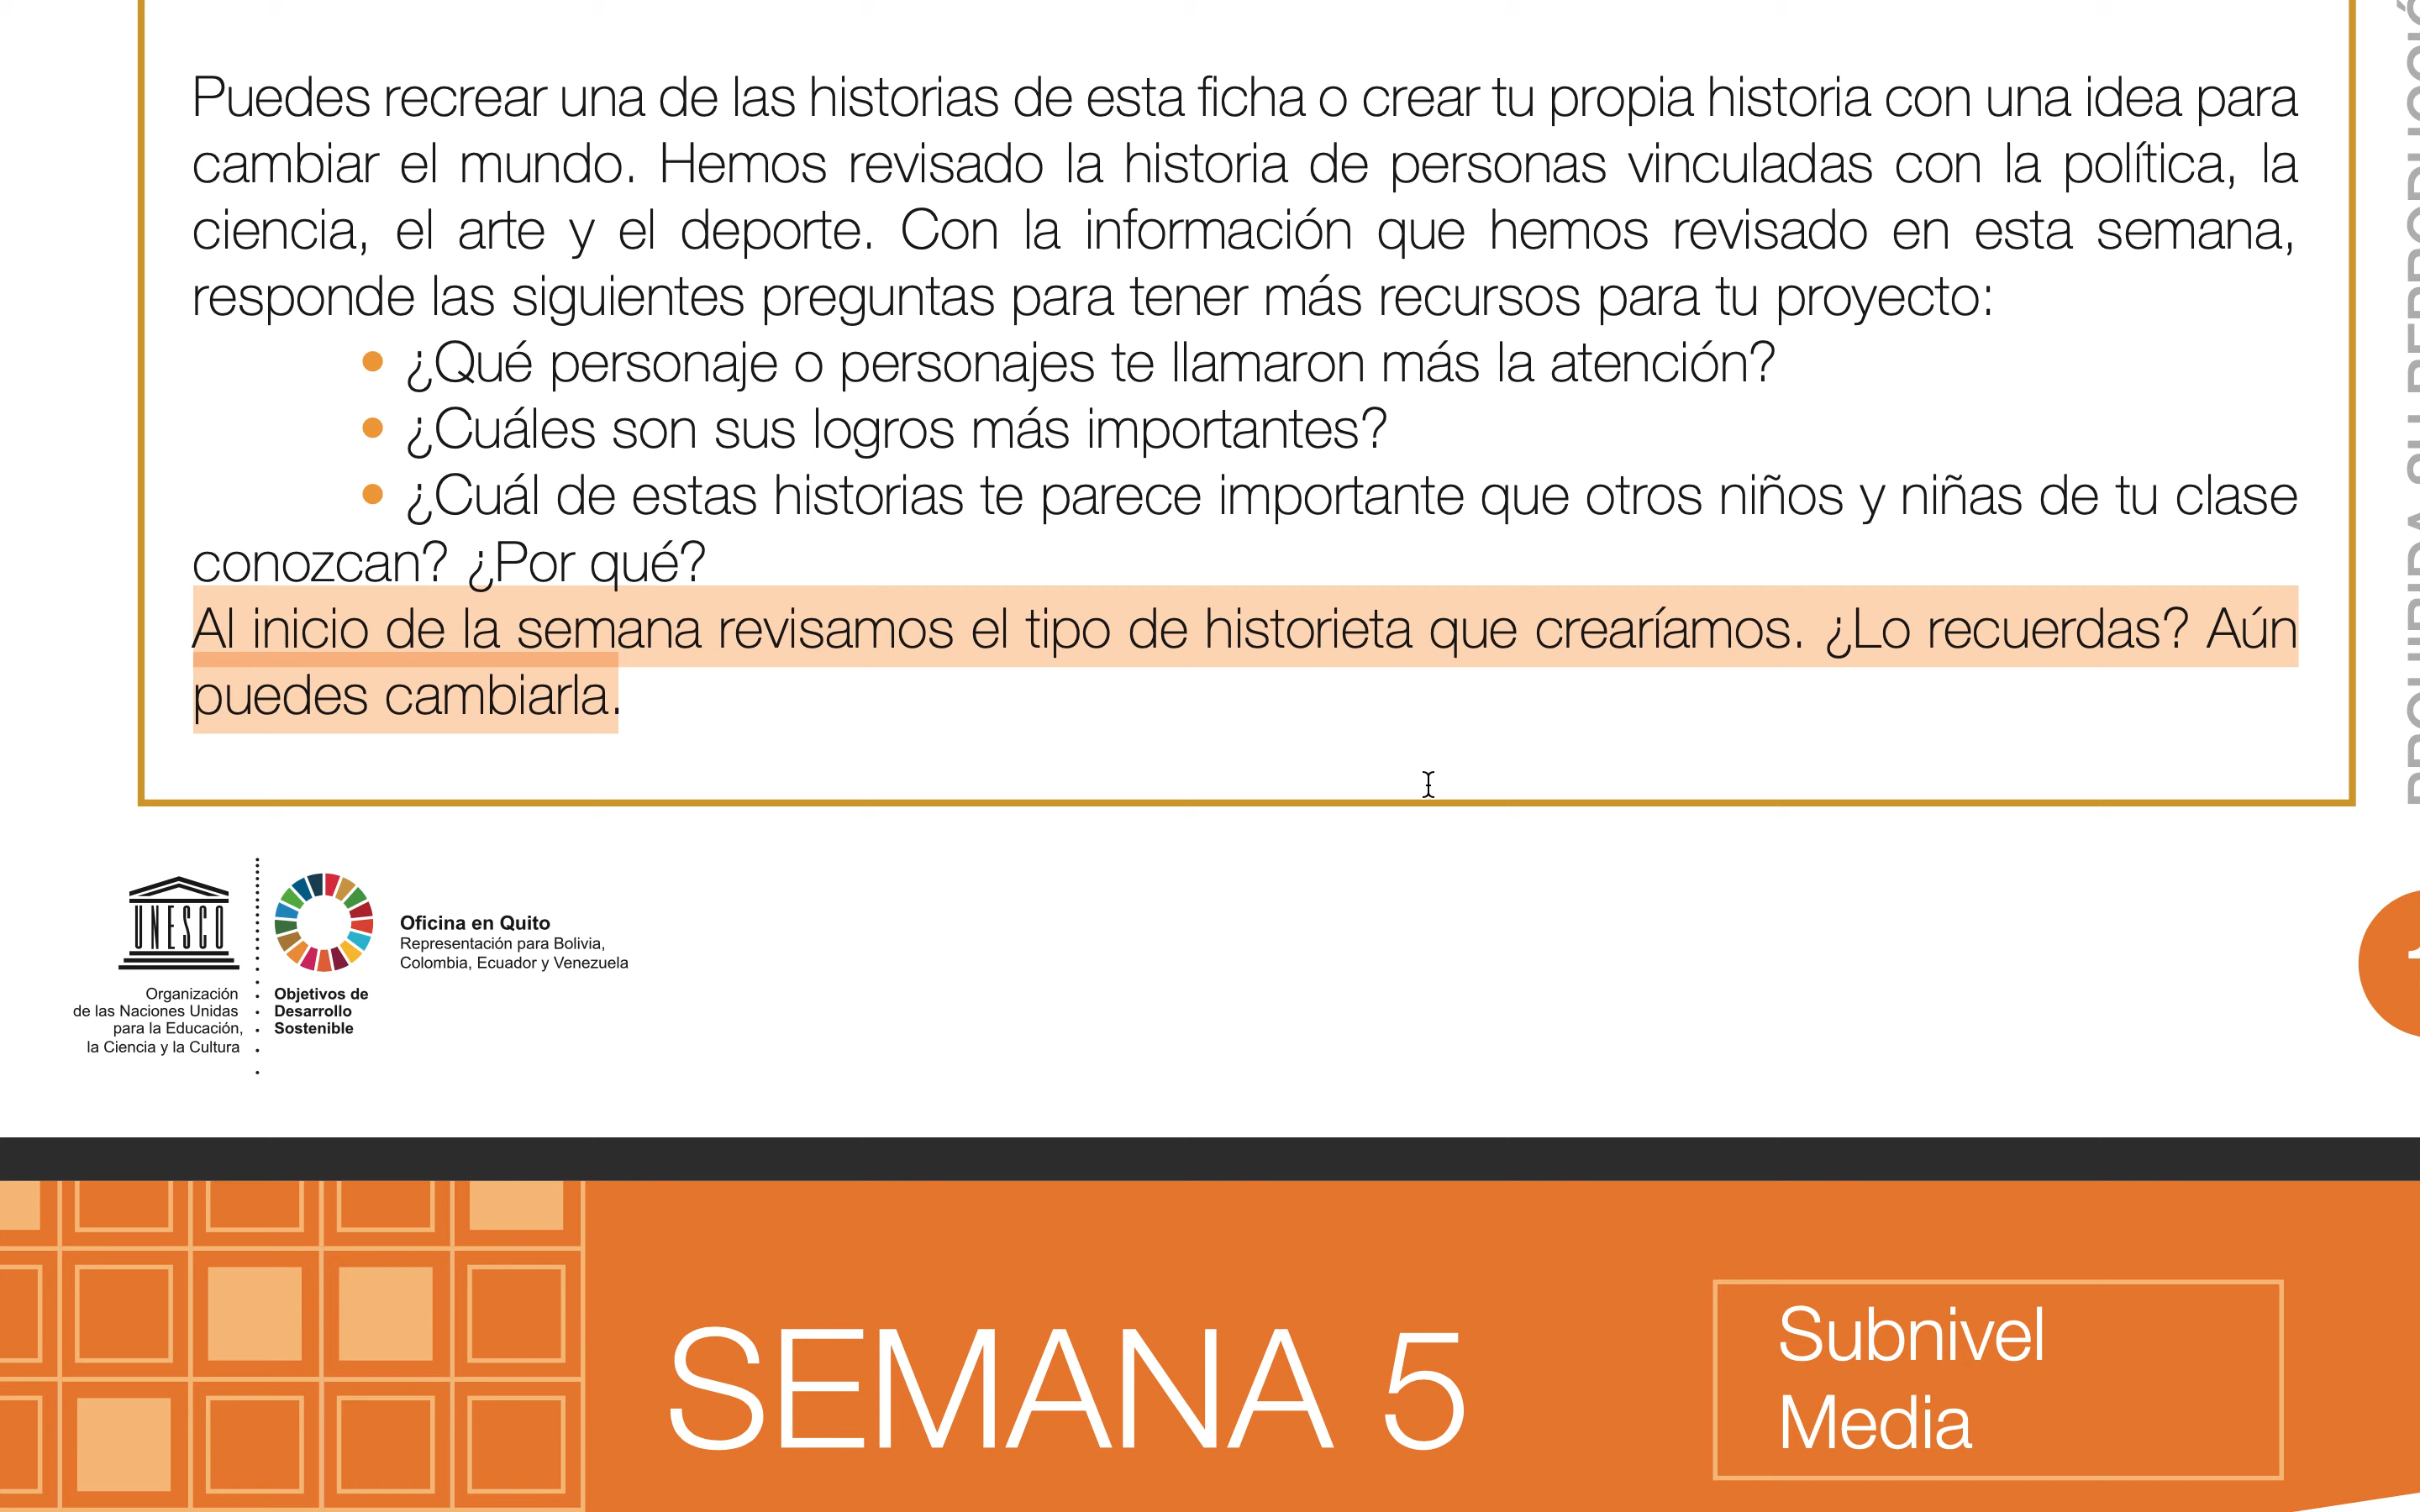 Puedes recrear una de las historias de esta ficha o crear tu propia historia con una idea para
cambiar el mundo. Hemos revisado la historia de personas vinculadas con la política, la
ciencia, el arte y el deporte. Con la información que hemos revisado en esta semana,
responde las siguientes preguntas para tener más recursos para tu proyecto:
• ¿Qué personaje o personajes te llamaron más la atención?
• ¿Cuáles son sus logros más importantes?
• ¿Cuál de estas historias te parece importante que otros niños y niñas de tu clase
conozcan? ¿Por qué?
Al inicio de la semana revisamos el tipo de historieta que crearíamos. ¿Lo recuerdas? Aún
puedes cambiarla.
UNESCO
Organización
de las Naciones Unidas
para la Educación,
la Ciencia y la Cultura
Objetivos de
Desarrollo
Sostenible
Oficina en Quito
Representación para Bolivia,
Colombia, Ecuador y Venezuela
SEMANA 5
Subnivel
Media